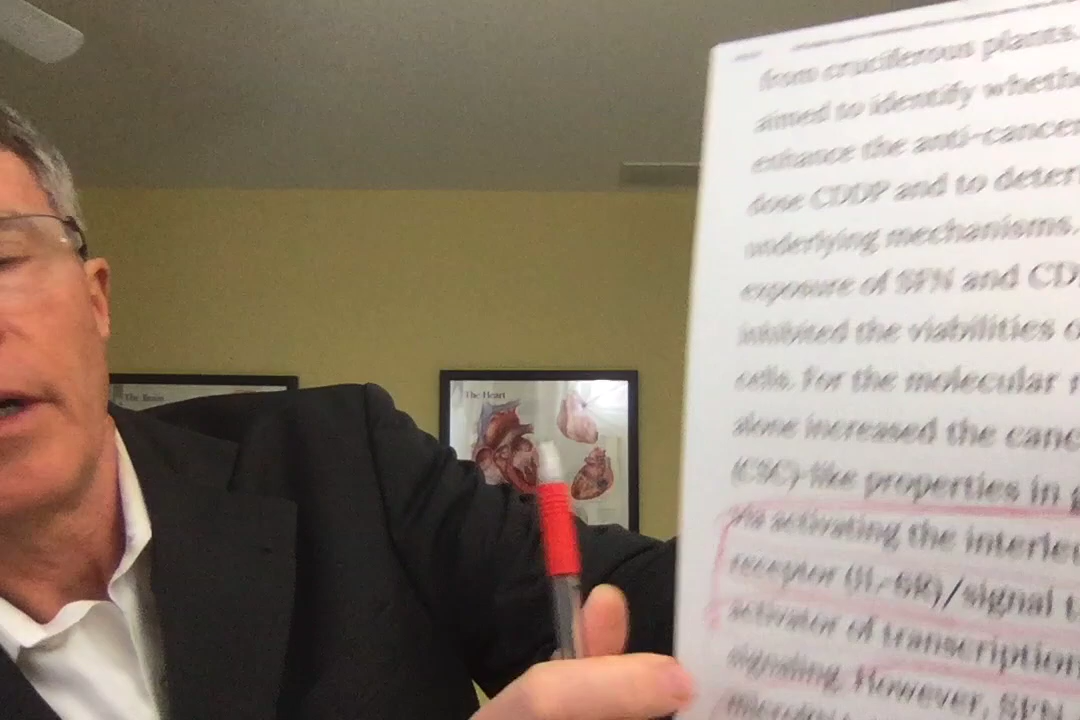 The Brain
The Heart
from cruciferous plants.
aimed to identify wheth
enhance the anti-cancer
dose CDDP and to deter
underlying mechanisms.
exposure of SFN and CD
inhibited the viabilities o
cells. For the molecular
alone increased the canc
(CSC)-like properties in
via activating the interleu
receptor (IL-6R)/signal t
activator of transcription
signaling. However, SFN